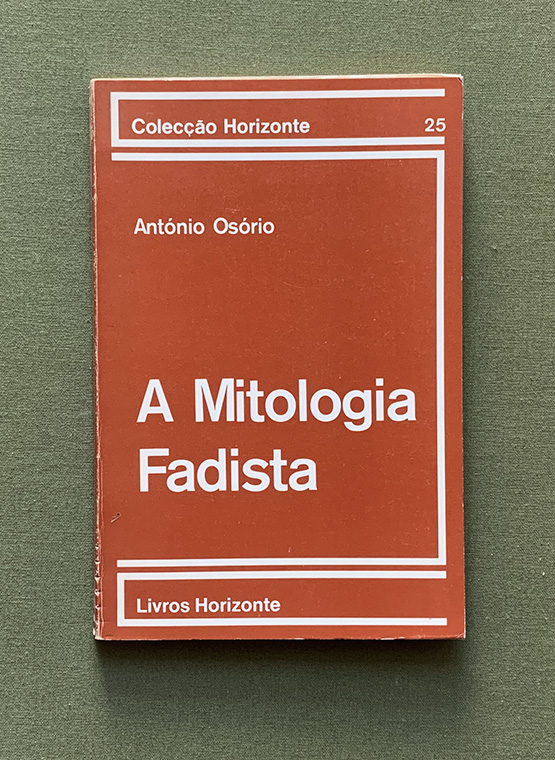 Colecção Horizonte 25
António Osório
A Mitologia
Fadista
Livros Horizonte